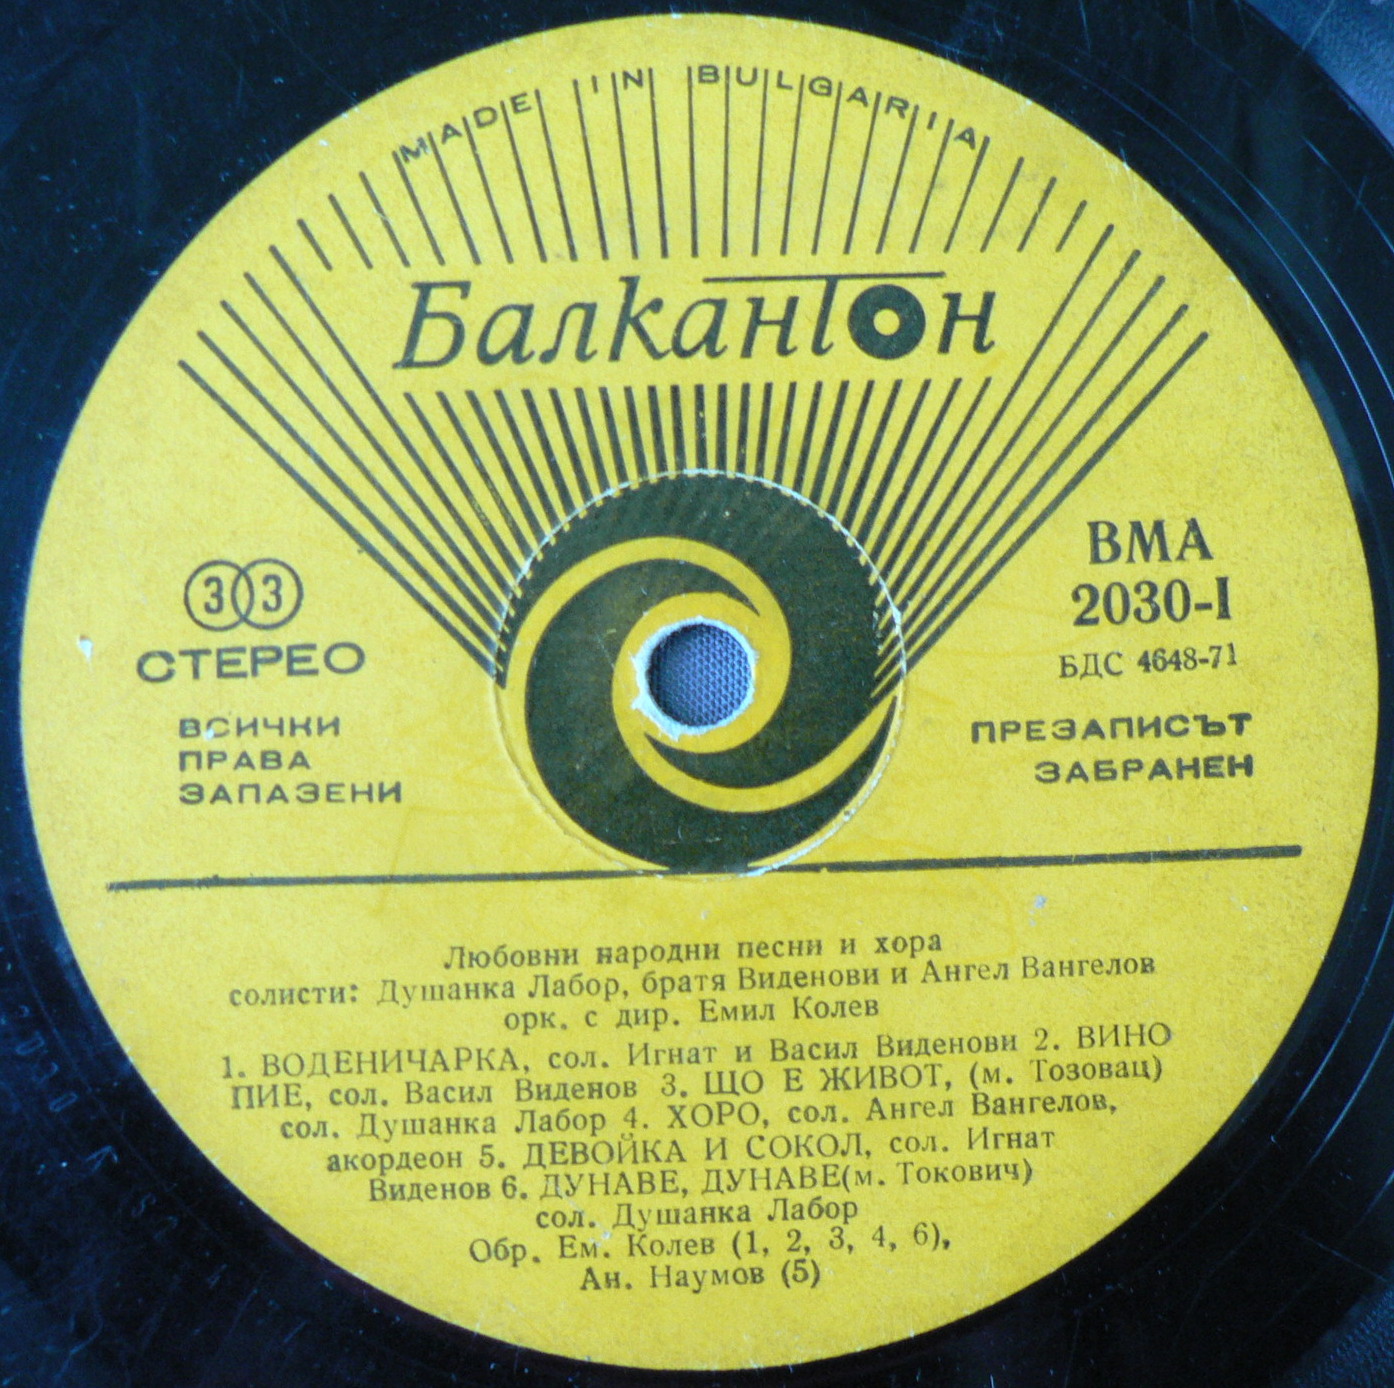 MADE IN BULGARIA
Балкантон
33
СТЕРЕО
ВСИЧКИ
ПРАВА
ЗАПАЗЕНИ
ВМА
2030-I
БДС 4648-71
ПРЕЗАПИСЪТ
ЗАБРАНЕН
Любовни народни песни и хора
солисти: Душанка Лабор, братя Виденови и Ангел Вангелов
орк. с дир. Емил Колев
1. ВОДЕНИЧАРКА, сол. Игнат и Васил Виденови 2. ВИНО
ПИЕ, сол. Васил Виденов 3. ЩО Е ЖИВОТ, (м. Тозовац)
сол. Душанка Лабор 4. ХОРО, сол. Ангел Вангелов,
акордеон 5. ДЕВОЙКА И СОКОЛ, сол. Игнат
Виденов 6. ДУНАВЕ, ДУНАВЕ(м. Токович)
сол. Душанка Лабор
Обр. Ем. Колев (1, 2, 3, 4, 6),
Ан. Наумов (5)